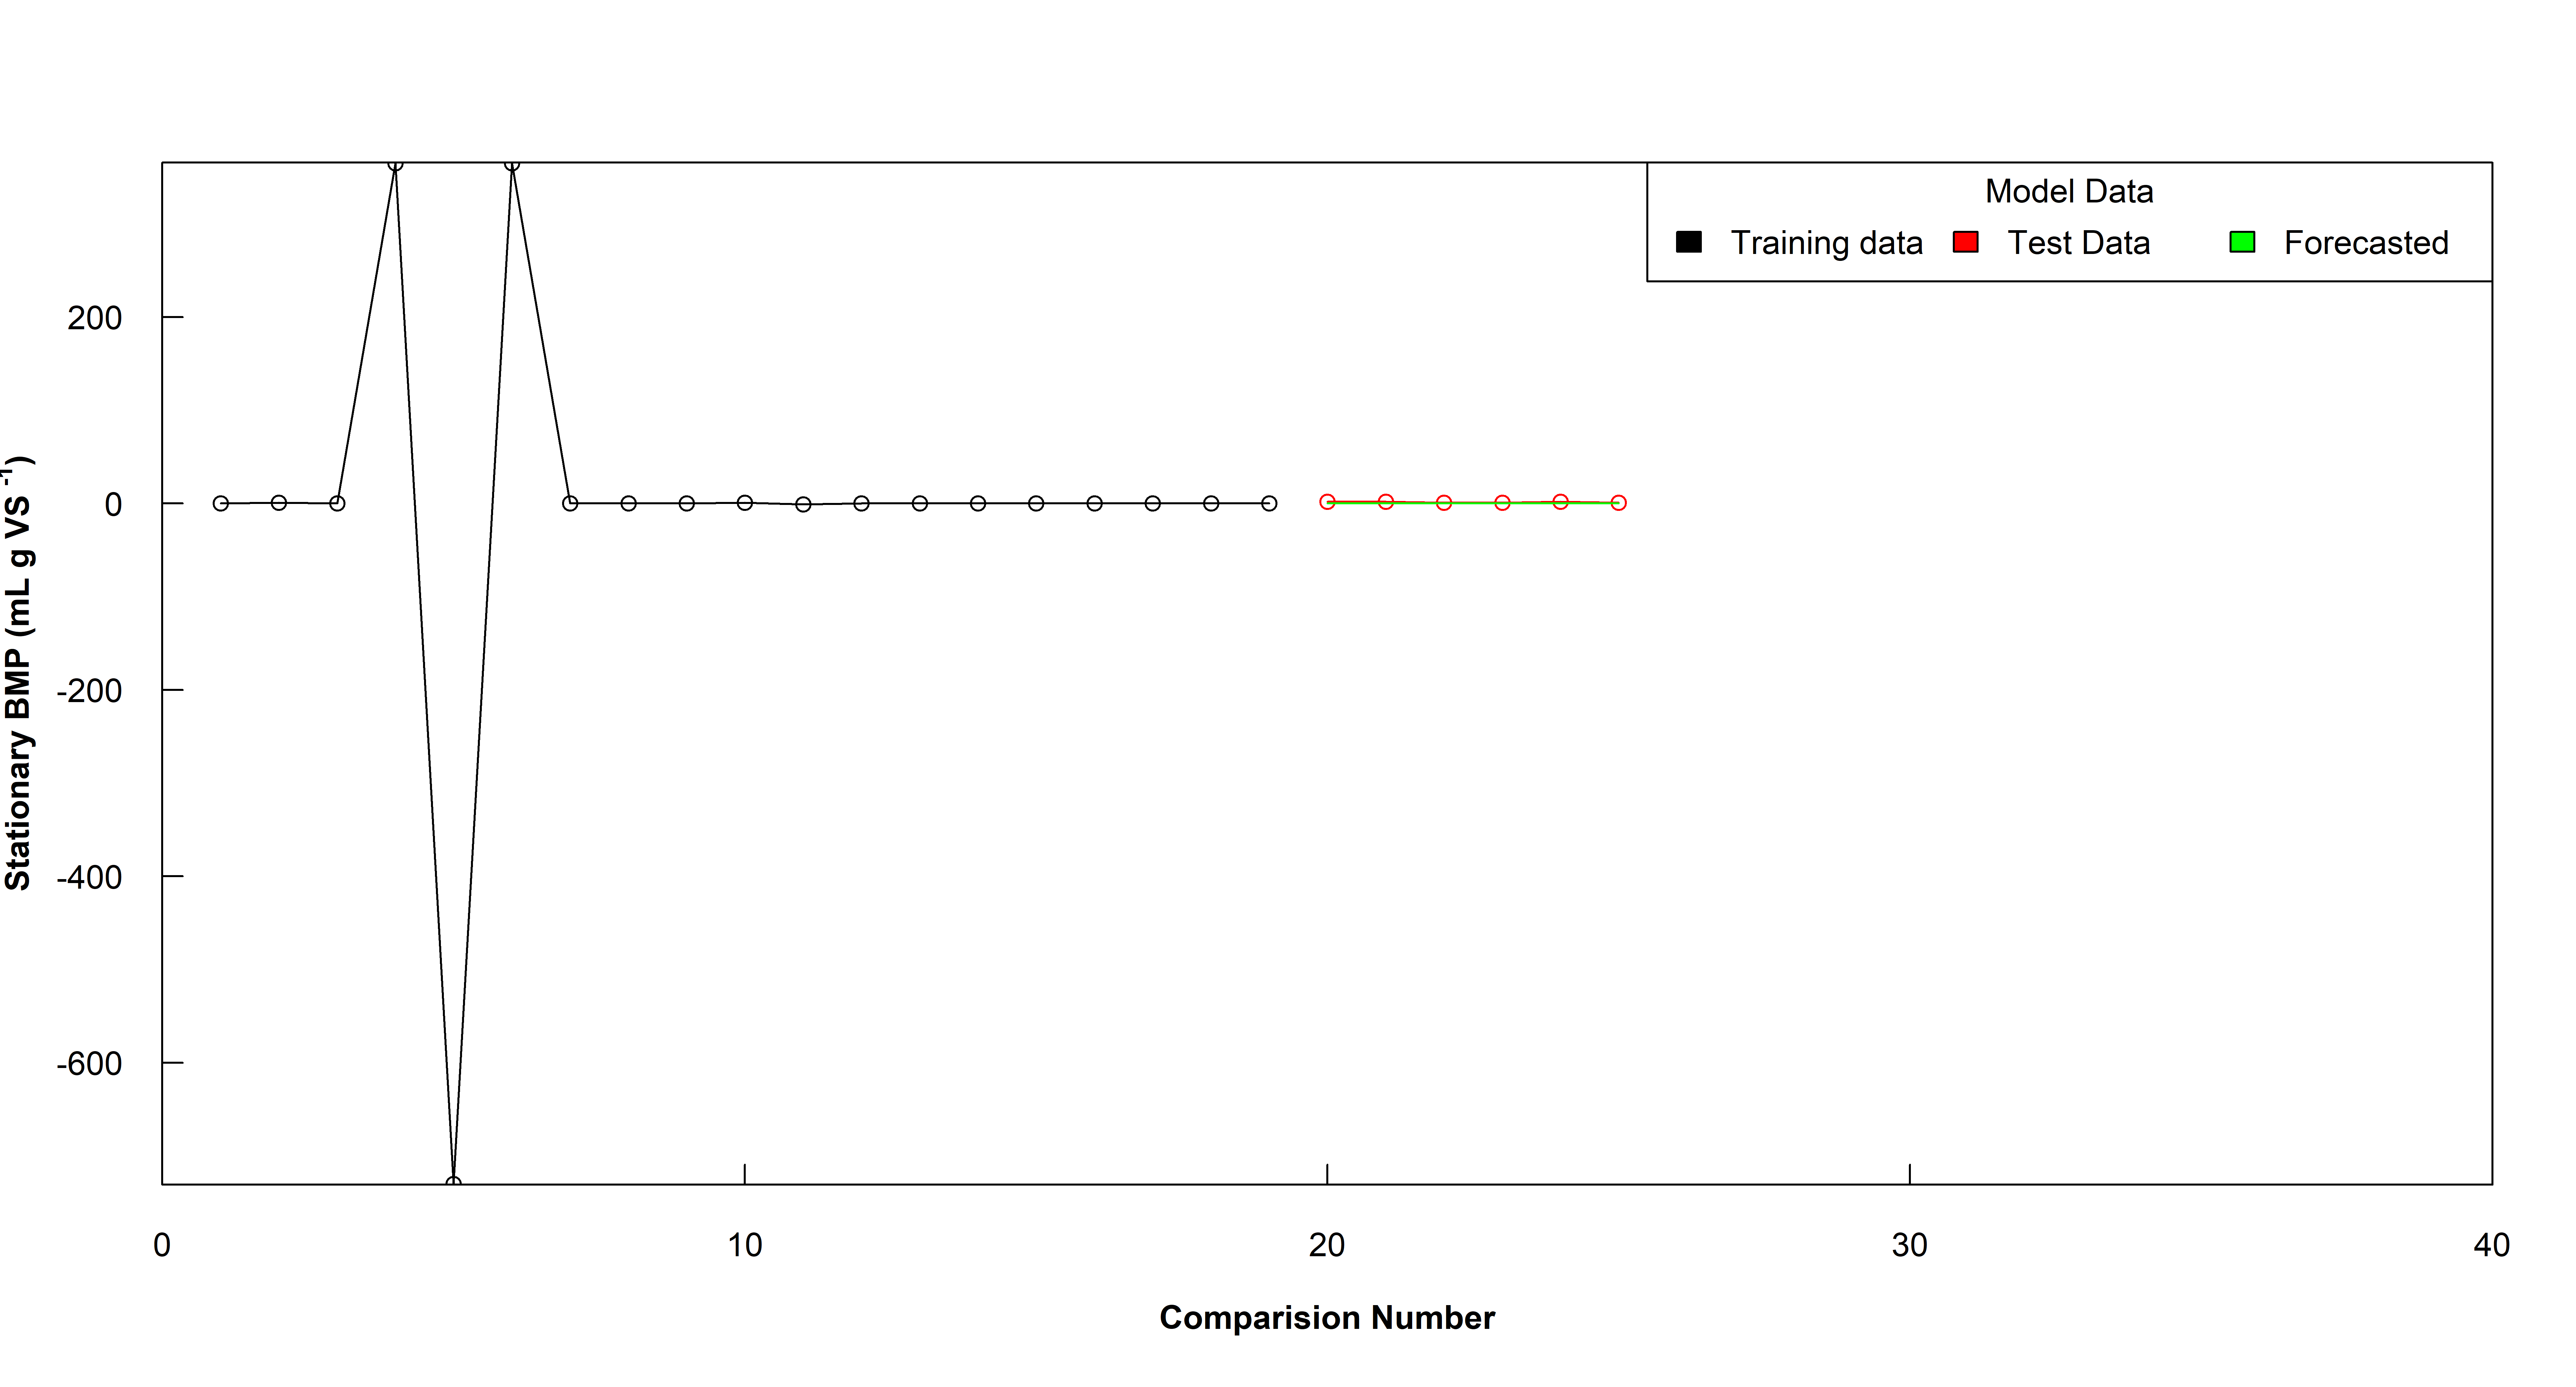 Model Data
Training data Test Data Forecasted
Stationary BMP (mL g VS -1)
200
0
-200
-400
-600
0 10 20 30 40
Comparision Number